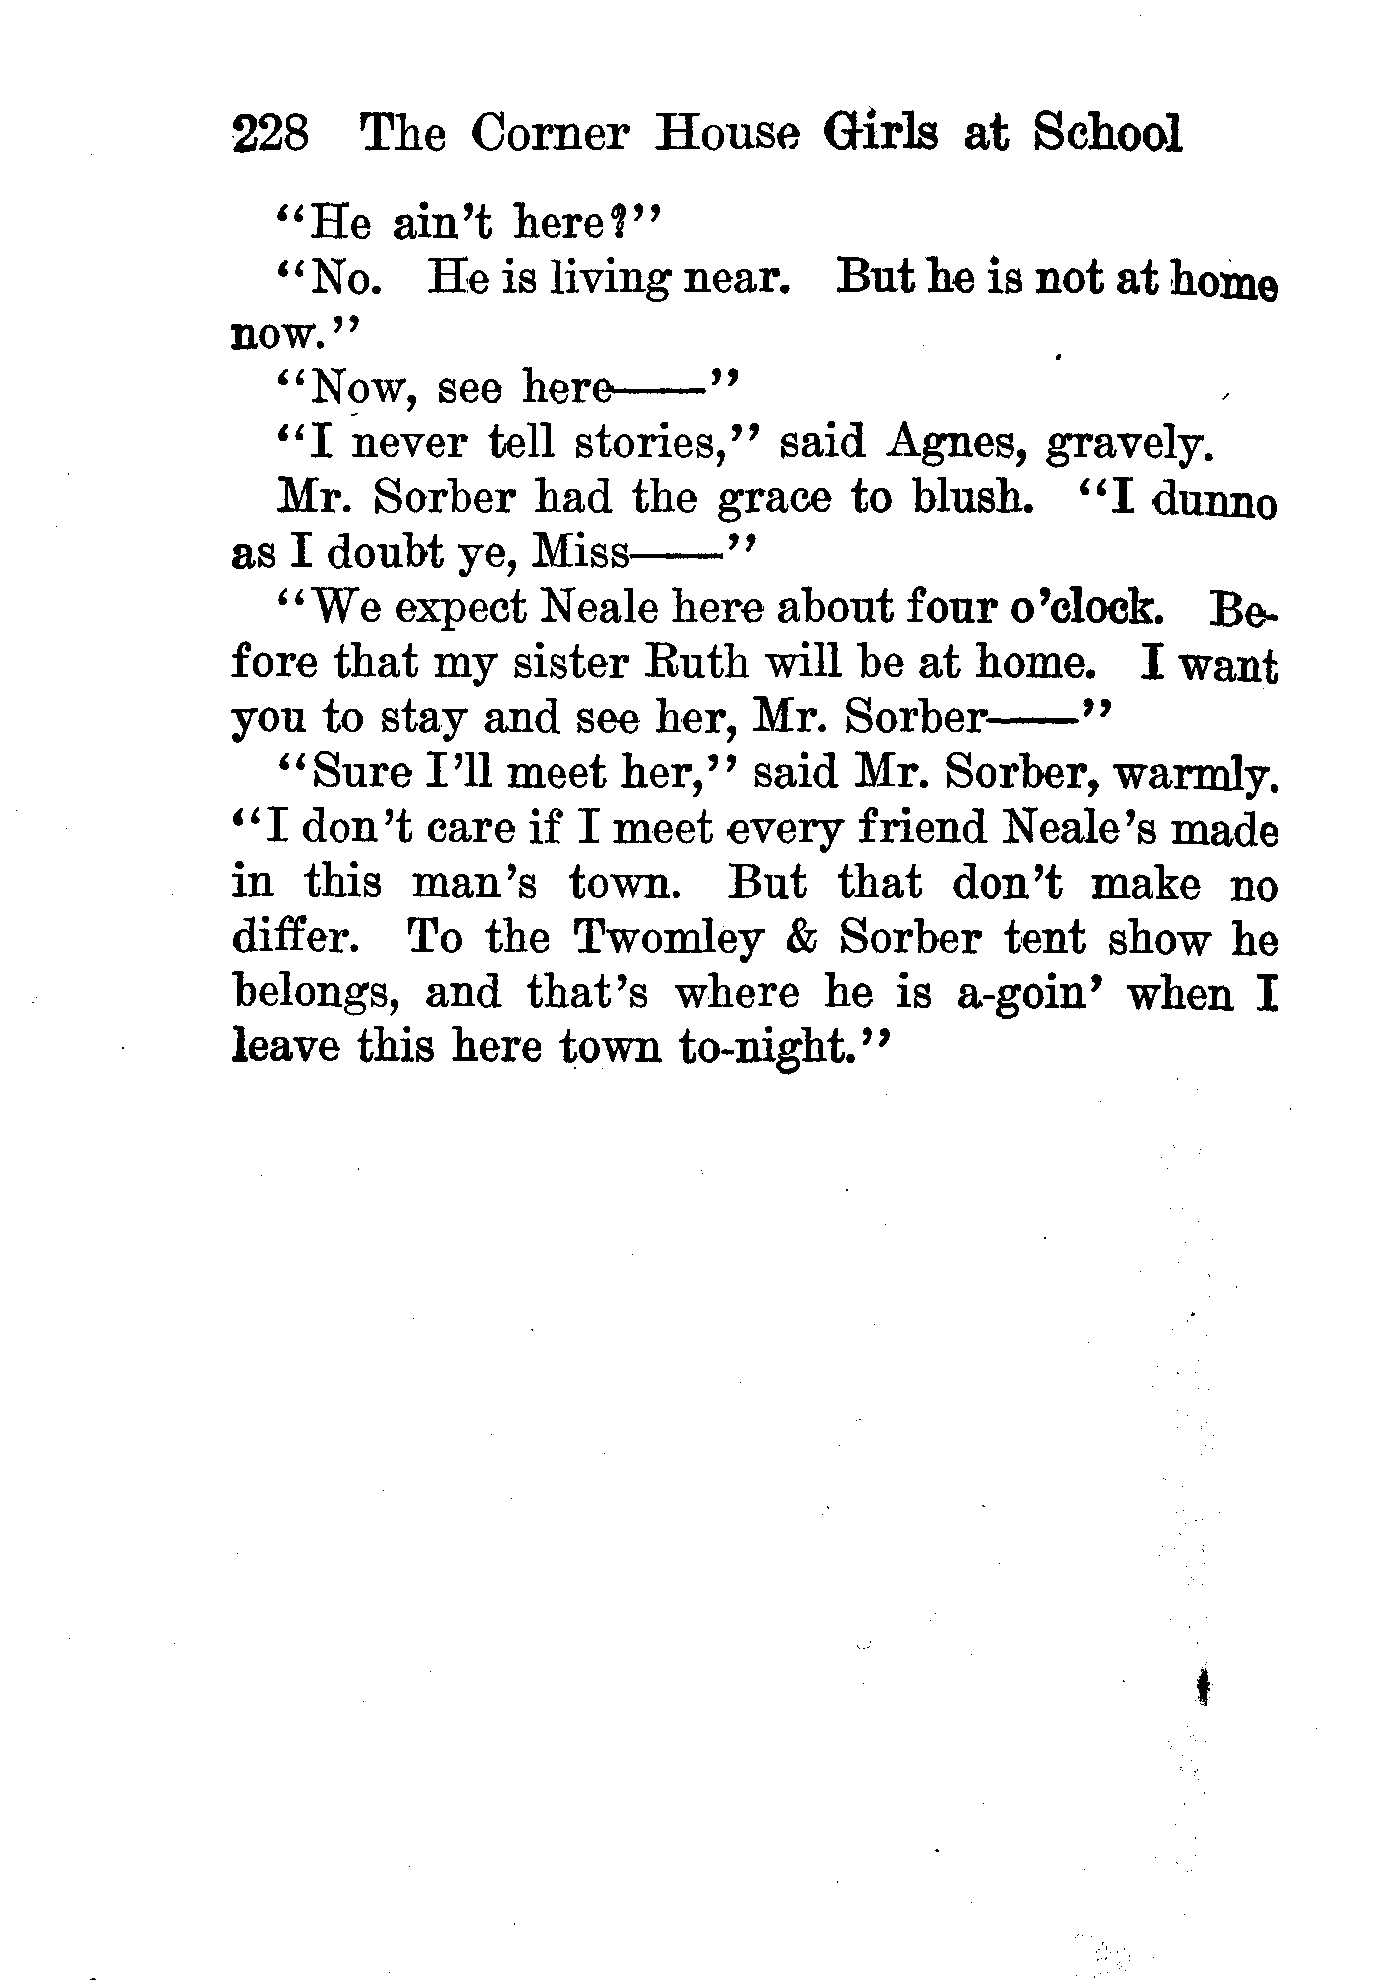 228 The Corner House Girls at School
"He ain't here?"
"No. He is living near. But he is not at home
now."
"Now, see here——"
"I never tell stories," said Agnes, gravely.
Mr. Sorber had the grace to blush. "I dunno
as I doubt ye, Miss——"
"We expect Neale here about four o'clock. Be-
fore that my sister Ruth will be at home. I want
you to stay and see her, Mr. Sorber——"
"Sure I'll meet her," said Mr. Sorber, warmly.
"I don't care if I meet every friend Neale's made
in this man's town. But that don't make no
differ. To the Twomley & Sorber tent show he
belongs, and that's where he is a-goin' when I
leave this here town to-night."